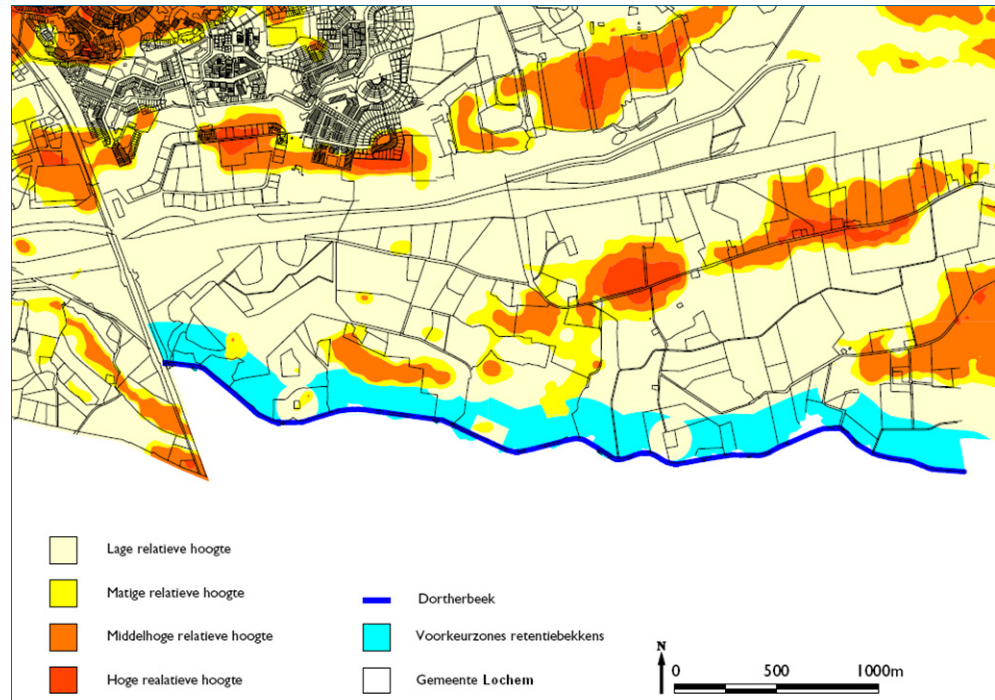 Lage relatieve hoogte
Matige relatieve hoogte
Middelhoge relatieve hoogte
Hoge realatieve hoogte
Dortherbeek
Voorkeurzones retentiebekkens
Gemeente Lochem
N
0 500 1000m